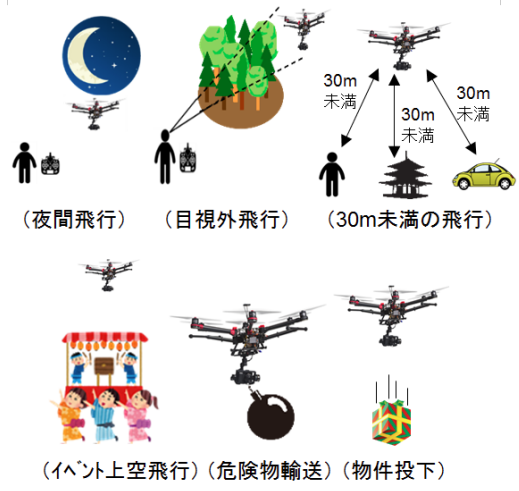 30m
未満
30m
未満
30m
未満
（夜間飛行）
（目視外飛行）
（30m未満の飛行）
（ｲﾍﾞﾝﾄ上空飛行）
（危険物輸送）
（物件投下）